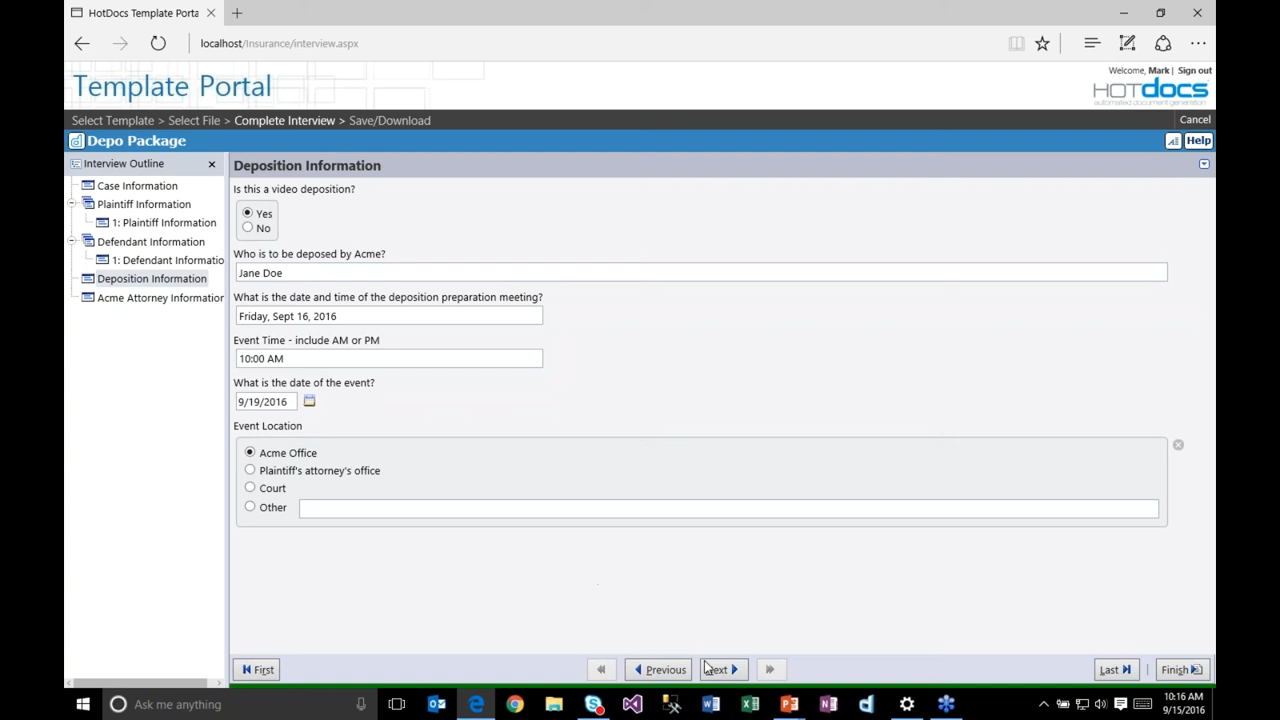 HotDocs Template Porta
localhost/Insurance/interview.aspx
Template Portal
Welcome, Mark | Sign out
HOTDOCS
automated document generation
Select Template > Select File > Complete Interview > Save/Download
Cancel
Depo Package
Help
Interview Outline
Case Information
Plaintiff Information
1: Plaintiff Information
Defendant Information
1: Defendant Informatio
Deposition Information
Acme Attorney Information
Deposition Information
Is this a video deposition?
Yes
No
Who is to be deposed by Acme?
Jane Doe
What is the date and time of the deposition preparation meeting?
Friday, Sept 16, 2016
Event Time - include AM or PM
10:00 AM
What is the date of the event?
9/19/2016
Event Location
Acme Office
Plaintiff's attorney's office
Court
Other
First
Previous
Next
Last
Finish
Ask me anything
10:16 AM
9/15/2016